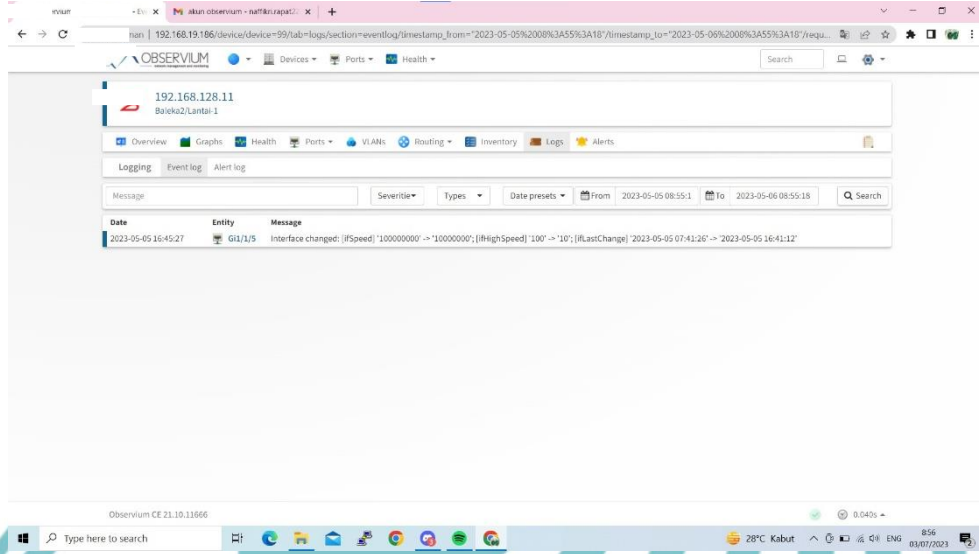 - Ev
akun observium - naffikri.rapat22
192.168.19.186/device/device=99/tab=logs/section=eventlog/timestamp_from="2023-05-05%2008%3A55%3A18"/timestamp_to="2023-05-06%2008%3A55%3A18"/requ...
OBSERVIUM Devices Ports Health Search
192.168.128.11
Baleka2/Lantai-1
Overview Graphs Health Ports VLANs Routing Inventory Logs Alerts
Logging Event log Alert log
Message Severitie Types Date presets From 2023-05-05 08:55:1 To 2023-05-06 08:55:18 Search
Date Entity Message
2023-05-05 16:45:27 Gi1/1/5 Interface changed: [ifSpeed] '100000000' -> '10000000'; [ifHighSpeed] '100' -> '10'; [ifLastChange] '2023-05-05 07:41:26' -> '2023-05-05 16:41:12'
Observium CE 21.10.11666 0.040s
Type here to search 28°C Kabut ENG 8:56
03/07/2023